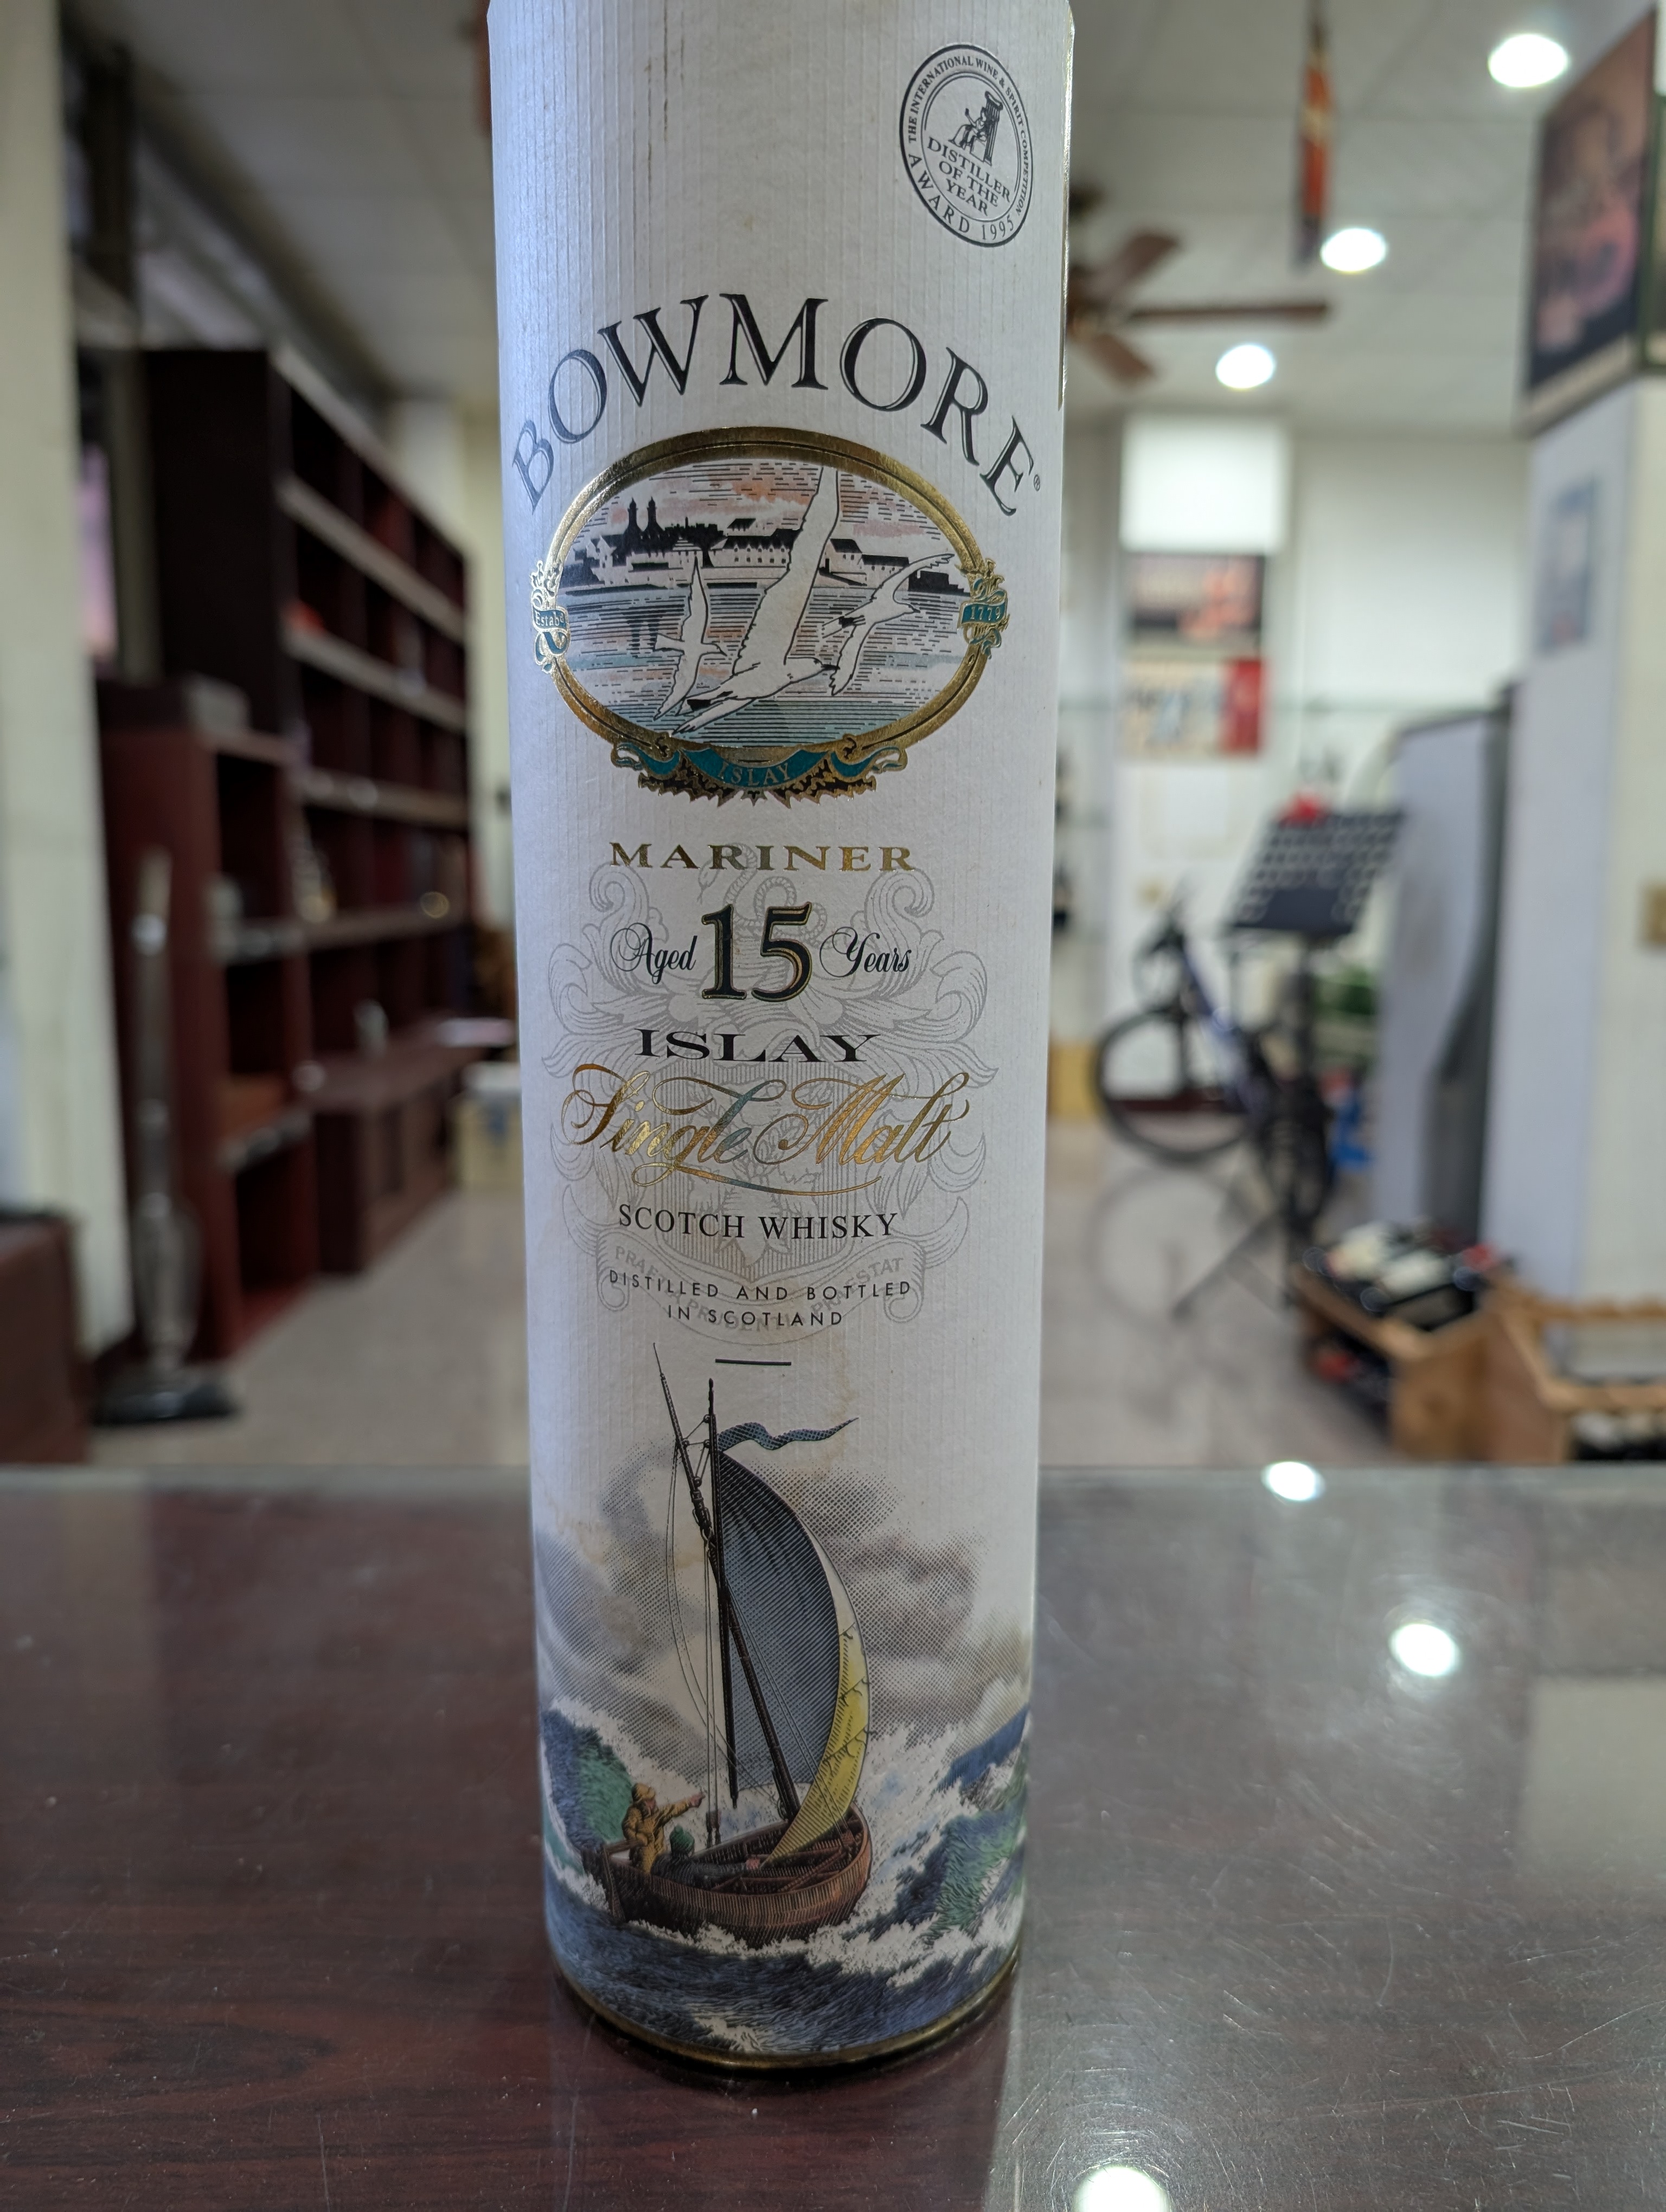 THE INTERNATIONAL WINE & SPIRIT COMPETITION
DISTILLER
OF THE
YEAR
AWARD 1995
BOWMORE®
Estab
1779
ISLAY
MARINER
Aged 15 Years
ISLAY
Single Malt
SCOTCH WHISKY
DISTILLED AND BOTTLED
IN SCOTLAND